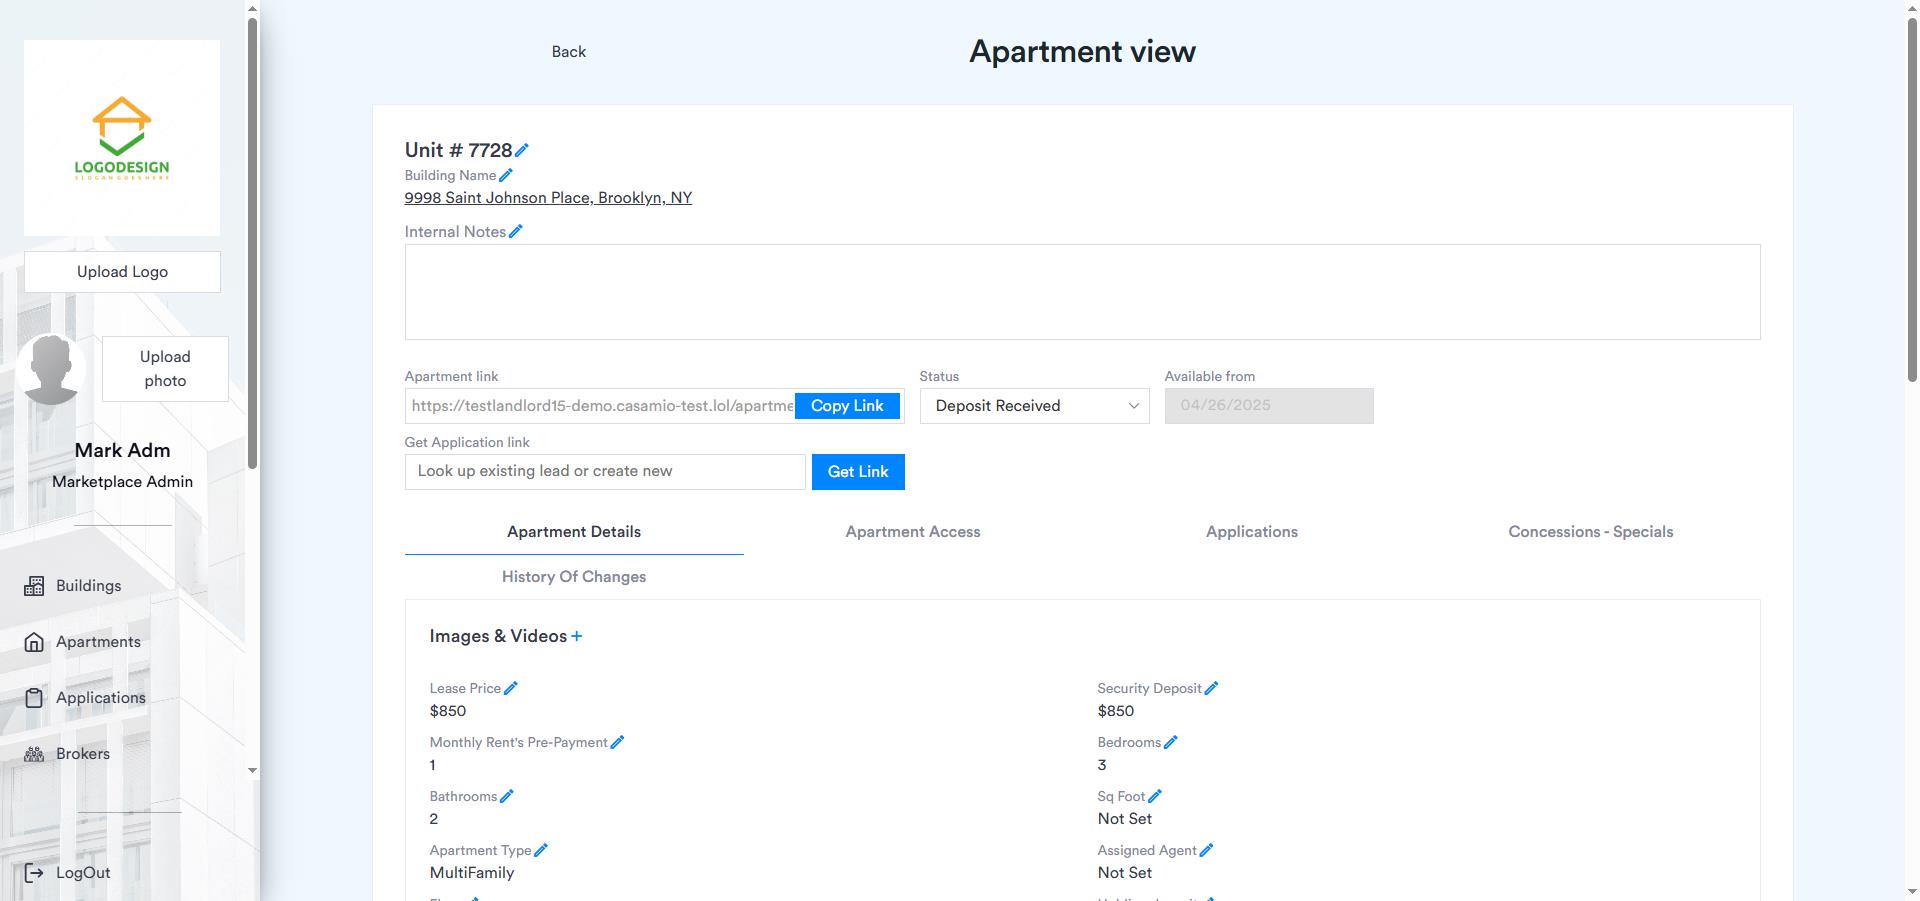 LOGODESIGN
SLOGAN GOES HERE
Upload Logo
Upload
photo
Mark Adm
Marketplace Admin
Buildings
Apartments
Applications
Brokers
LogOut
Back
Apartment view
Unit # 7728
Building Name
9998 Saint Johnson Place, Brooklyn, NY
Internal Notes
Apartment link
https://testlandlord15-demo.casamio-test.lol/apartme
Copy Link
Status
Deposit Received
Available from
04/26/2025
Get Application link
Look up existing lead or create new
Get Link
Apartment Details
Apartment Access
Applications
Concessions - Specials
History Of Changes
Images & Videos +
Lease Price
$850
Security Deposit
$850
Monthly Rent's Pre-Payment
1
Bedrooms
3
Bathrooms
2
Sq Foot
Not Set
Apartment Type
MultiFamily
Assigned Agent
Not Set